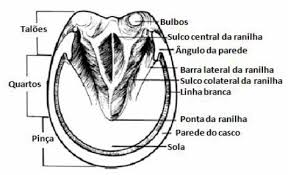 Talões
Quartos
Pinça
Bulbos
Sulco central da ranilha
Ângulo da parede
Barra lateral da ranilha
Sulco colateral da ranilha
Linha branca
Ponta da ranilha
Parede do casco
Sola